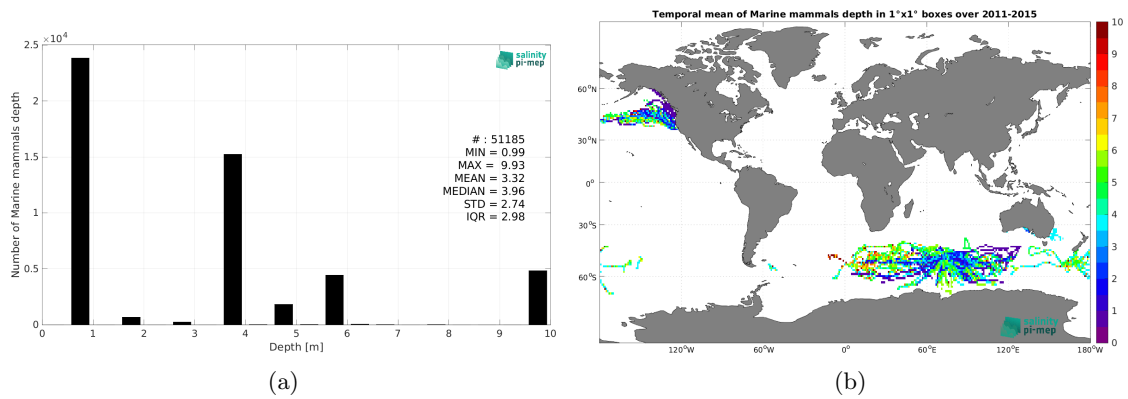 ×10⁴
2.5
2
1.5
1
0.5
0
0 1 2 3 4 5 6 7 8 9 10
Number of Marine mammals depth
Depth [m]
salinity
pi-mep
# : 51185
MIN = 0.99
MAX = 9.93
MEAN = 3.32
MEDIAN = 3.96
STD = 2.74
IQR = 2.98
(a)
Temporal mean of Marine mammals depth in 1°x1° boxes over 2011-2015
60°N
30°N
0°
30°S
60°S
120°W 60°W 0° 60°E 120°E 180°W
salinity
pi-mep
10
9
8
7
6
5
4
3
2
1
0
(b)